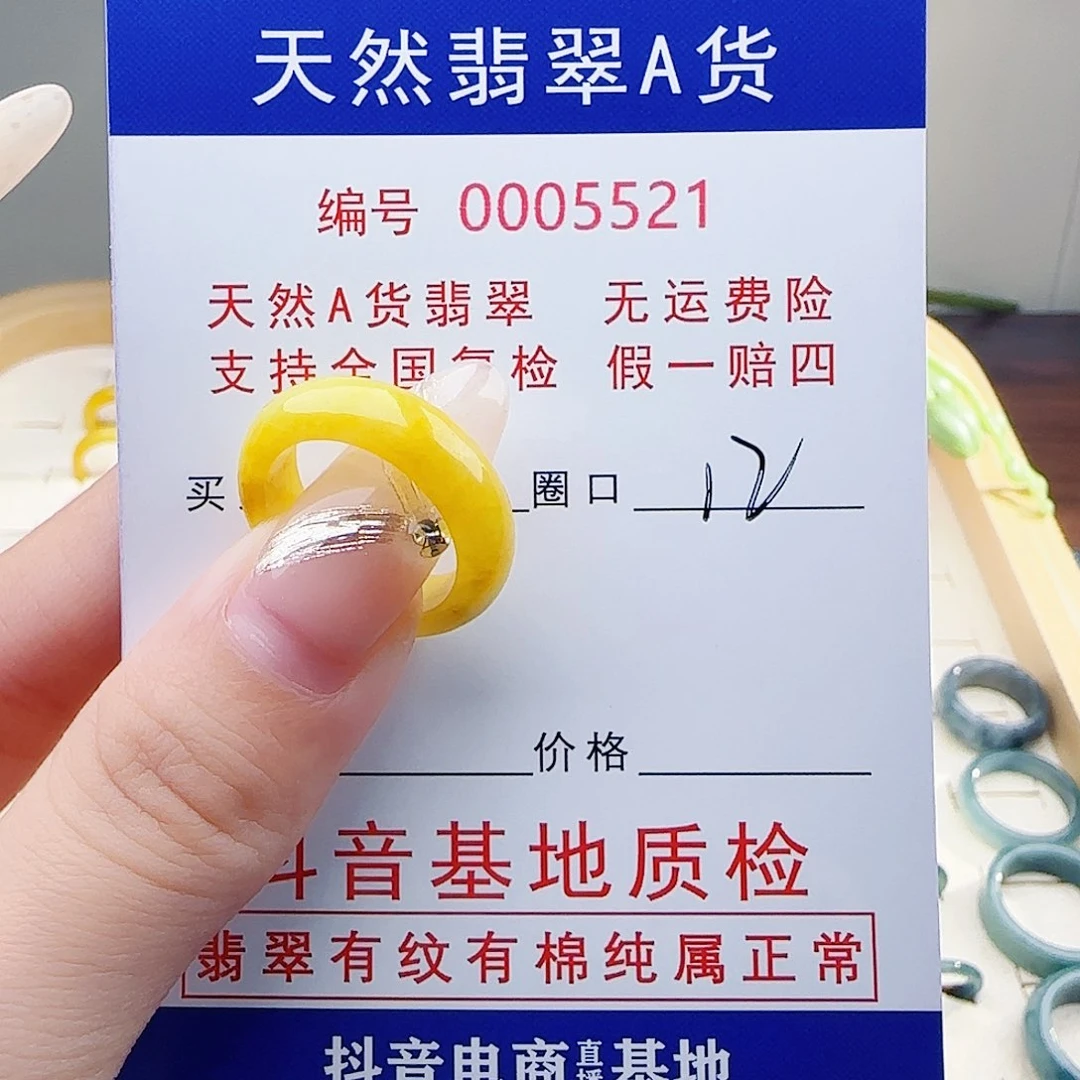 天然翡翠A货
编号 0005521
天然A货翡翠 无运费险
支持全国复检 假一赔四
买 圈口 12
价格
抖音基地质检
翡翠有纹有棉纯属正常
抖音电商直播基地